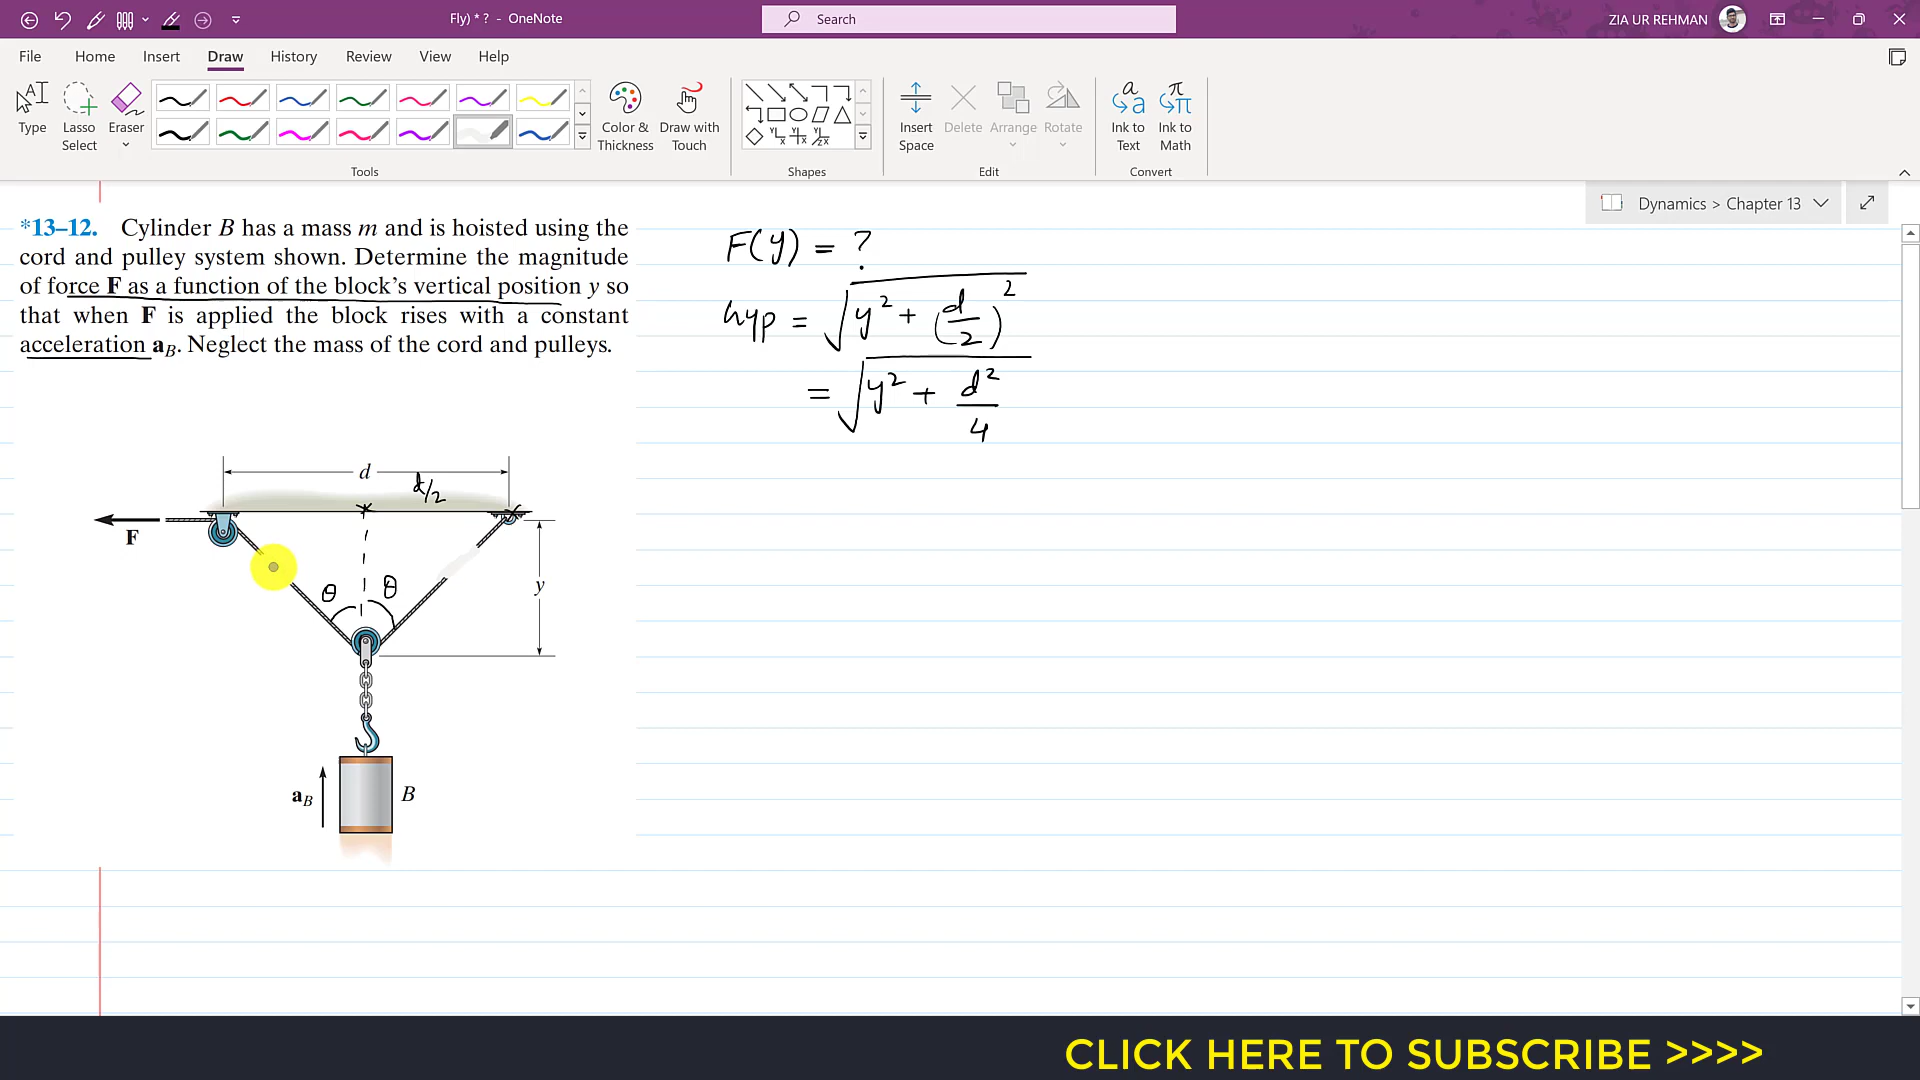 Fly) * ? - OneNote
Search
ZIA UR REHMAN
File Home Insert Draw History Review View Help
Type
Lasso Select
Eraser
Color & Thickness
Draw with Touch
Insert Space
Delete
Arrange
Rotate
Ink to Text
Ink to Math
Tools
Shapes
Edit
Convert
Dynamics > Chapter 13
*13–12. Cylinder B has a mass m and is hoisted using the
cord and pulley system shown. Determine the magnitude
of force F as a function of the block's vertical position y so
that when F is applied the block rises with a constant
acceleration aB. Neglect the mass of the cord and pulleys.
F(y) = ?
hyp = √(y² + (d/2)²)
= √(y² + d²/4)
d
d/2
F
θ θ
y
aB
B
CLICK HERE TO SUBSCRIBE >>>>